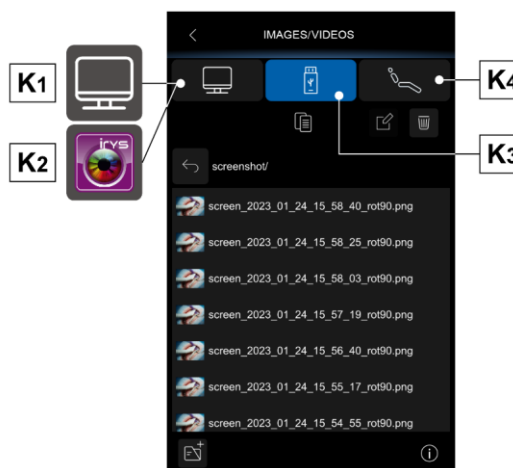 IMAGES/VIDEOS
K1
K4
irys
K2
K3
screenshot/
screen_2023_01_24_15_58_40_rot90.png
screen_2023_01_24_15_58_25_rot90.png
screen_2023_01_24_15_58_03_rot90.png
screen_2023_01_24_15_57_19_rot90.png
screen_2023_01_24_15_56_40_rot90.png
screen_2023_01_24_15_55_17_rot90.png
screen_2023_01_24_15_54_55_rot90.png